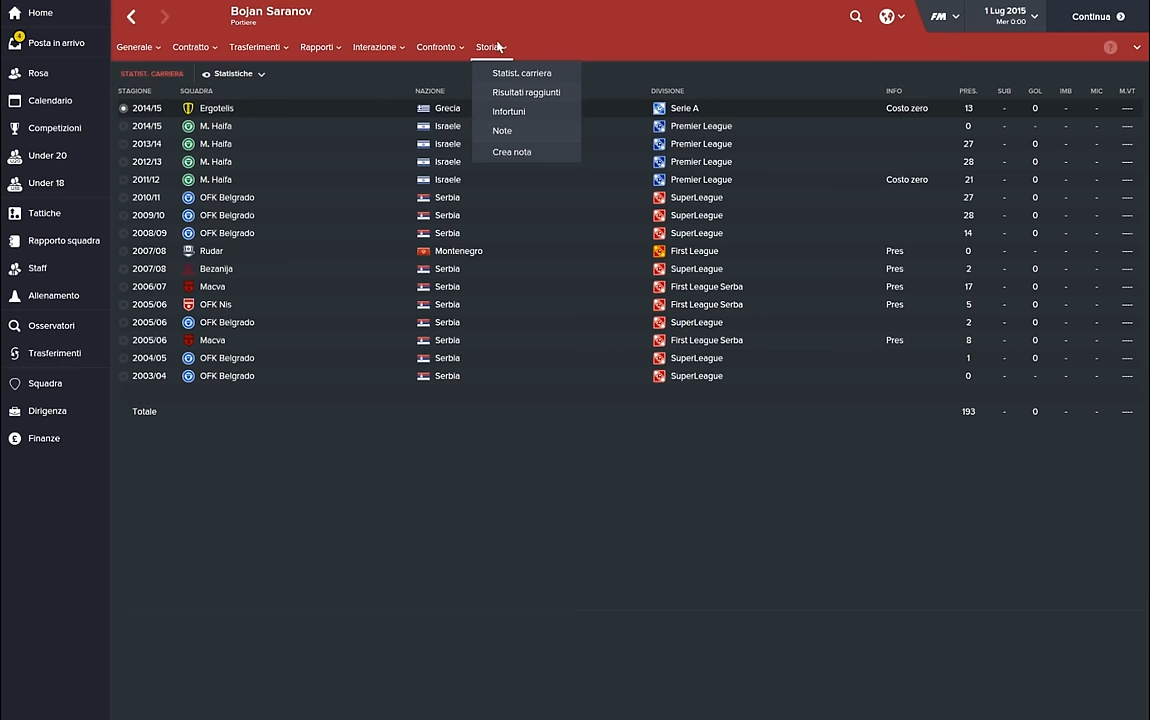 Home
Bojan Saranov
Portiere
FM
1 Lug 2015
Mer 0:00
Continua
4
Posta in arrivo
Generale Contratto Trasferimenti Rapporti Interazione Confronto Storia
?
Rosa
Calendario
Competizioni
Under 20
Under 18
Tattiche
Rapporto squadra
Staff
Allenamento
Osservatori
Trasferimenti
Squadra
Dirigenza
Finanze
STATIST. CARRIERA Statistiche
Statist. carriera
Risultati raggiunti
Infortuni
Note
Crea nota
STAGIONE SQUADRA NAZIONE DIVISIONE INFO PRES. SUB GOL IMB MIC M.VT
2014/15 Ergotelis Grecia Serie A Costo zero 13 - 0 - - ---
2014/15 M. Haifa Israele Premier League 0 - - - - ---
2013/14 M. Haifa Israele Premier League 27 - 0 - - ---
2012/13 M. Haifa Israele Premier League 28 - 0 - - ---
2011/12 M. Haifa Israele Premier League Costo zero 21 - 0 - - ---
2010/11 OFK Belgrado Serbia SuperLeague 27 - 0 - - ---
2009/10 OFK Belgrado Serbia SuperLeague 28 - 0 - - ---
2008/09 OFK Belgrado Serbia SuperLeague 14 - 0 - - ---
2007/08 Rudar Montenegro First League Pres 0 - - - - ---
2007/08 Bezanija Serbia SuperLeague Pres 2 - 0 - - ---
2006/07 Macva Serbia First League Serba Pres 17 - 0 - - ---
2005/06 OFK Nis Serbia First League Serba Pres 5 - 0 - - ---
2005/06 OFK Belgrado Serbia SuperLeague 2 - 0 - - ---
2005/06 Macva Serbia First League Serba Pres 8 - 0 - - ---
2004/05 OFK Belgrado Serbia SuperLeague 1 - 0 - - ---
2003/04 OFK Belgrado Serbia SuperLeague 0 - - - - ---
Totale 193 - 0 - - ---